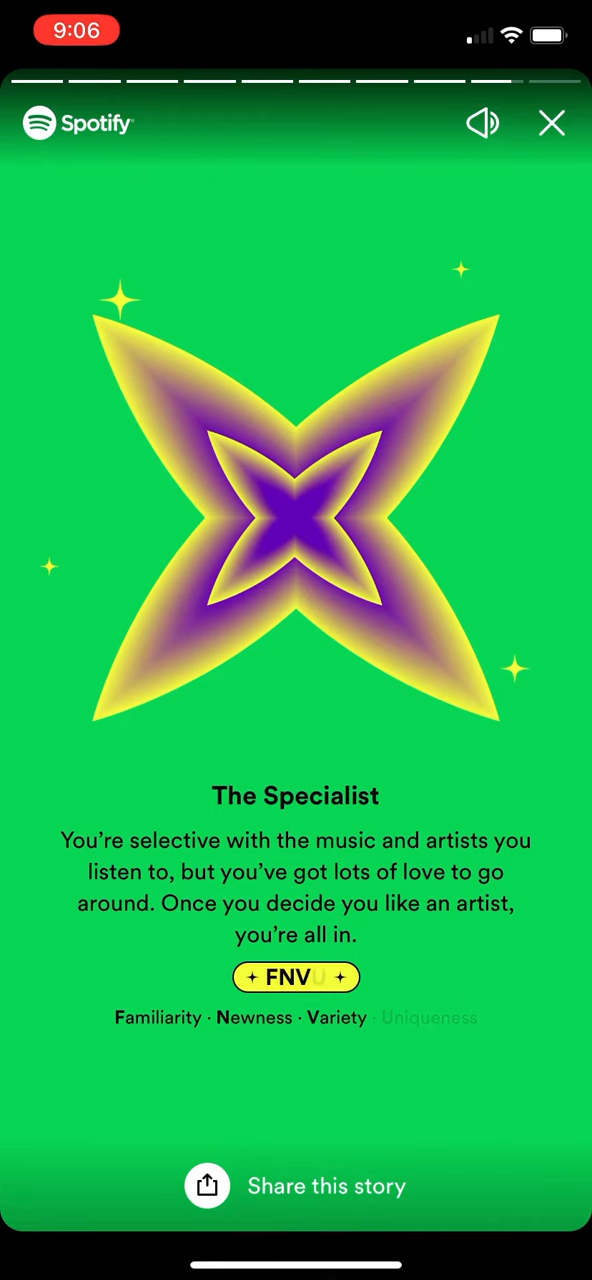 9:06
Spotify
The Specialist
You're selective with the music and artists you
listen to, but you've got lots of love to go
around. Once you decide you like an artist,
you're all in.
FNVU
Familiarity · Newness · Variety · Uniqueness
Share this story